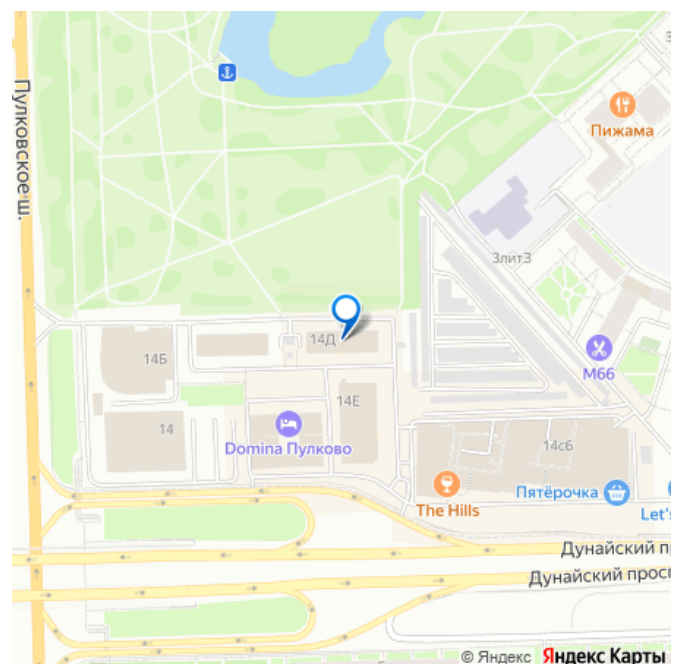 Пулковское ш.
Пижама
3литЗ
14Д
14Б
М66
14Е
14
14с6
Domina Пулково
Пятёрочка
The Hills
Let's
Дунайский п
Дунайский просп
© Яндекс Яндекс Карты